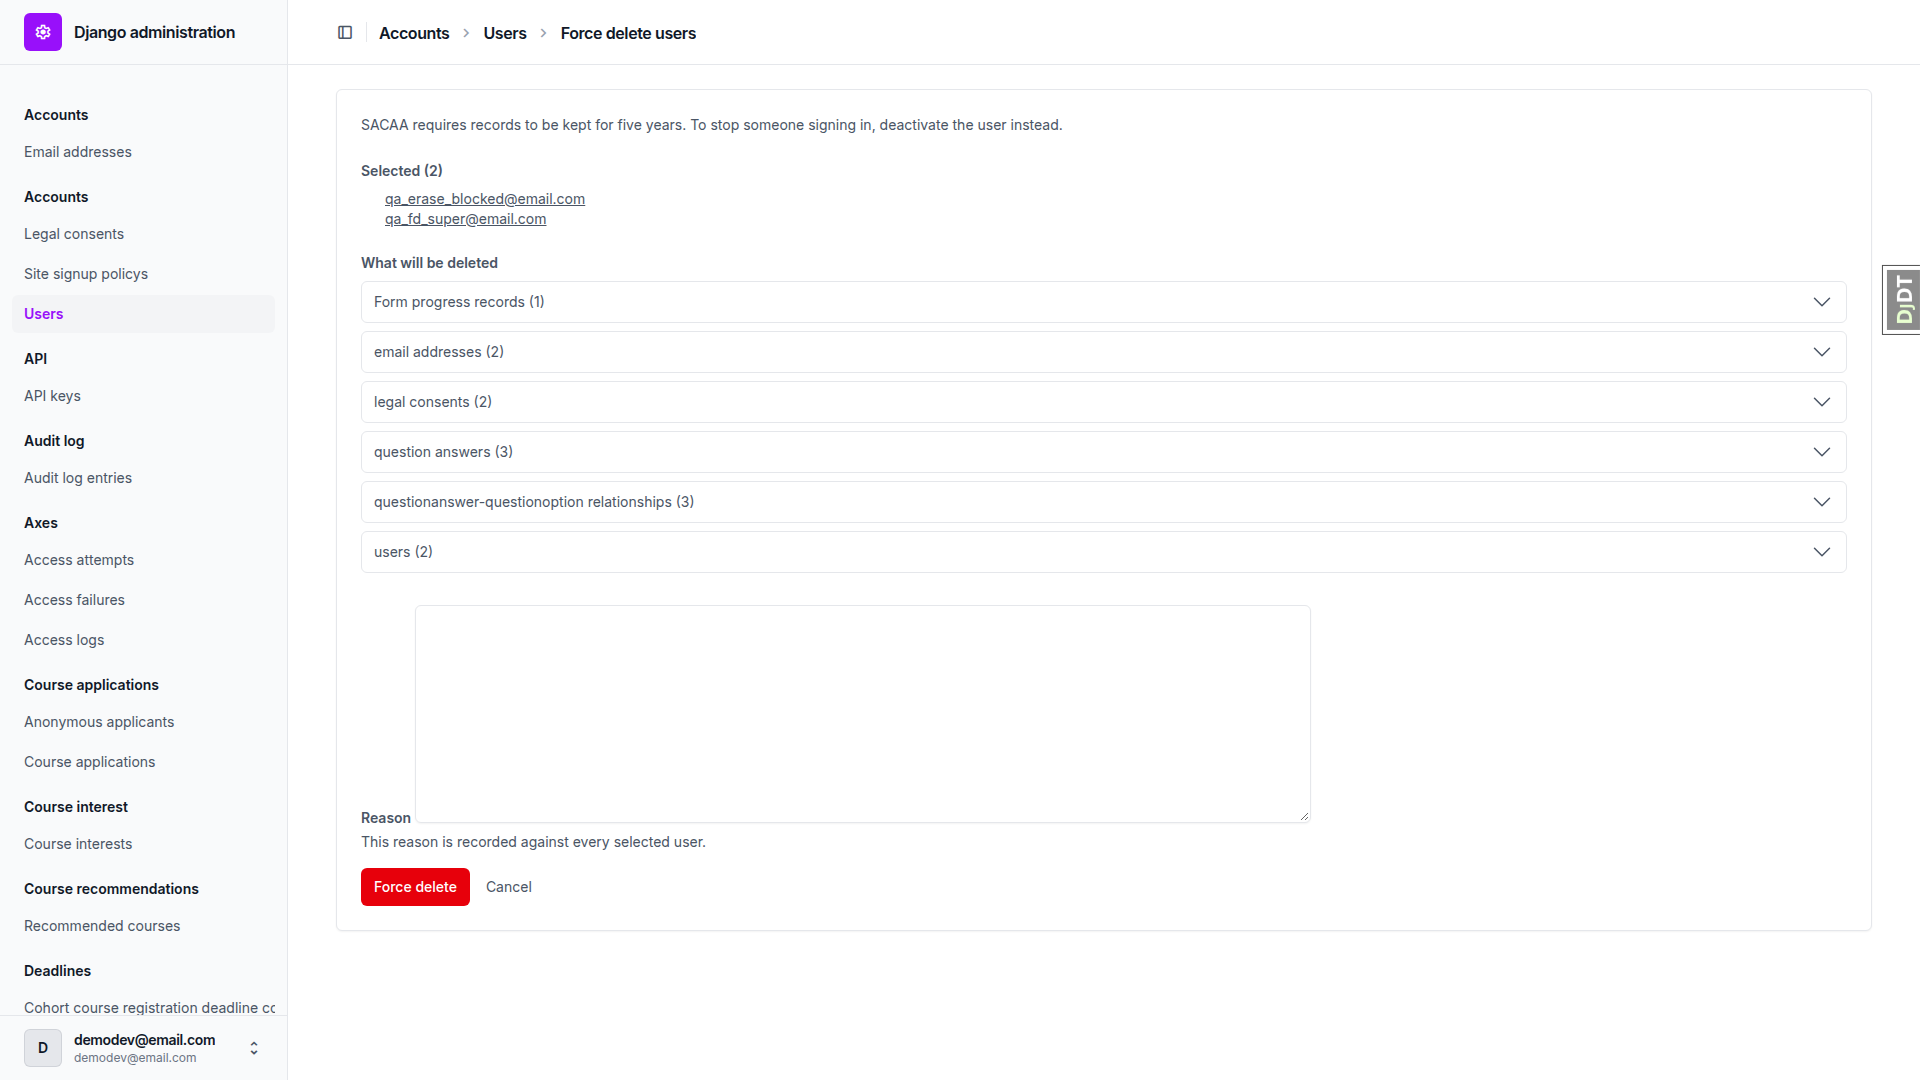 Django administration
Accounts
Users
Force delete users
Accounts
Email addresses
Accounts
Legal consents
Site signup policys
Users
API
API keys
Audit log
Audit log entries
Axes
Access attempts
Access failures
Access logs
Course applications
Anonymous applicants
Course applications
Course interest
Course interests
Course recommendations
Recommended courses
Deadlines
Cohort course registration deadline co
D
demodev@email.com
demodev@email.com
SACAA requires records to be kept for five years. To stop someone signing in, deactivate the user instead.
Selected (2)
qa_erase_blocked@email.com
qa_fd_super@email.com
What will be deleted
Form progress records (1)
email addresses (2)
legal consents (2)
question answers (3)
questionanswer-questionoption relationships (3)
users (2)
Reason
This reason is recorded against every selected user.
Force delete Cancel
DjDT